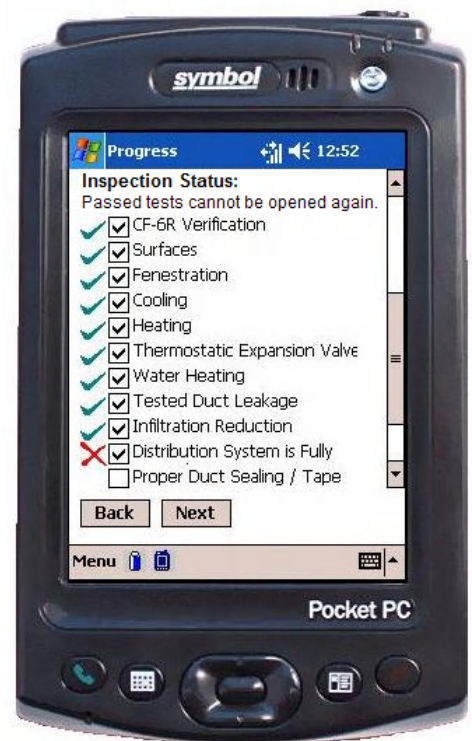 symbol
Progress 12:52
Inspection Status:
Passed tests cannot be opened again.
CF-6R Verification
Surfaces
Fenestration
Cooling
Heating
Thermostatic Expansion Valve
Water Heating
Tested Duct Leakage
Infiltration Reduction
Distribution System is Fully
Proper Duct Sealing / Tape
Back Next
Menu
Pocket PC